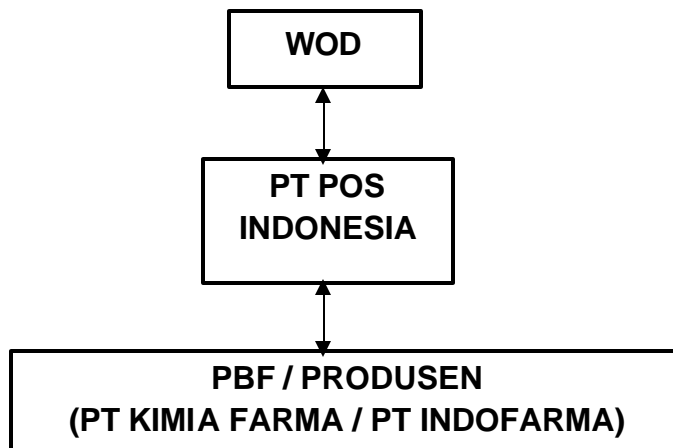 WOD
PT POS
INDONESIA
PBF / PRODUSEN
(PT KIMIA FARMA / PT INDOFARMA)